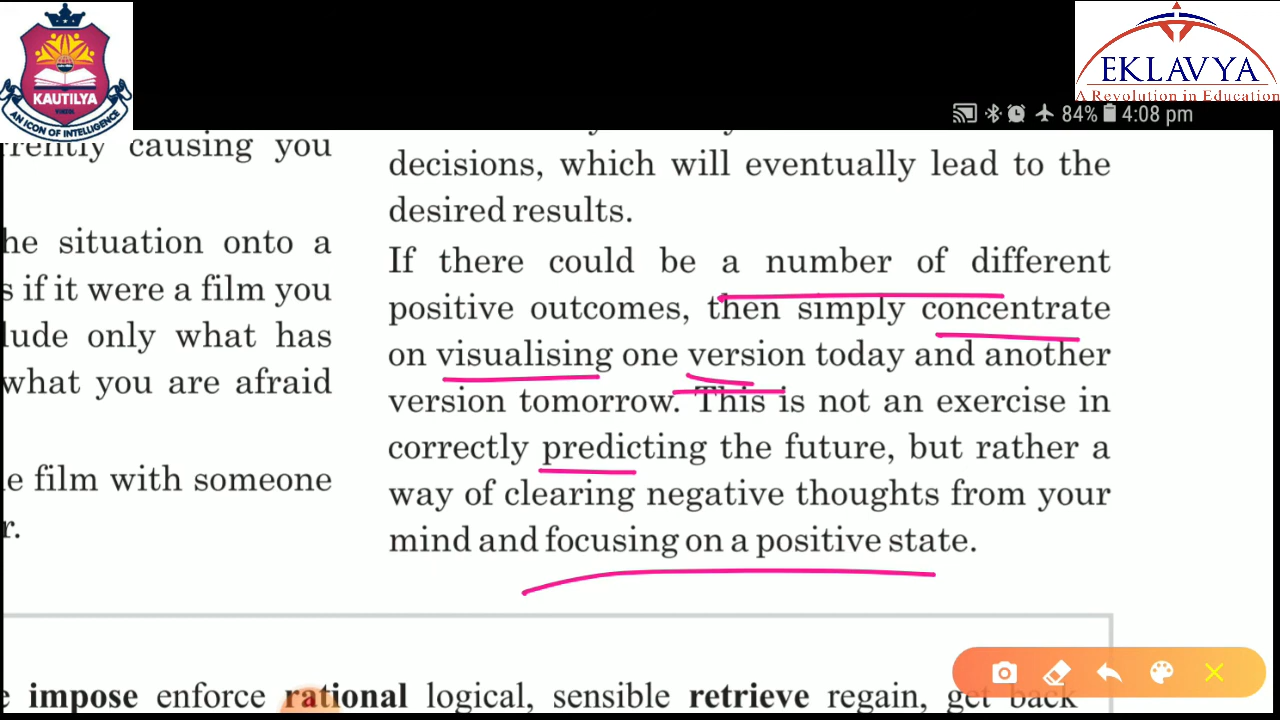 KAUTILYA
AN ICON OF INTELLIGENCE
EKLAVYA
A Revolution in Education
84% 4:08 pm
causing you
he situation onto a
s if it were a film you
lude only what has
what you are afraid
e film with someone
r.
decisions, which will eventually lead to the
desired results.
If there could be a number of different
positive outcomes, then simply concentrate
on visualising one version today and another
version tomorrow. This is not an exercise in
correctly predicting the future, but rather a
way of clearing negative thoughts from your
mind and focusing on a positive state.
e impose enforce rational logical, sensible retrieve regain, get back